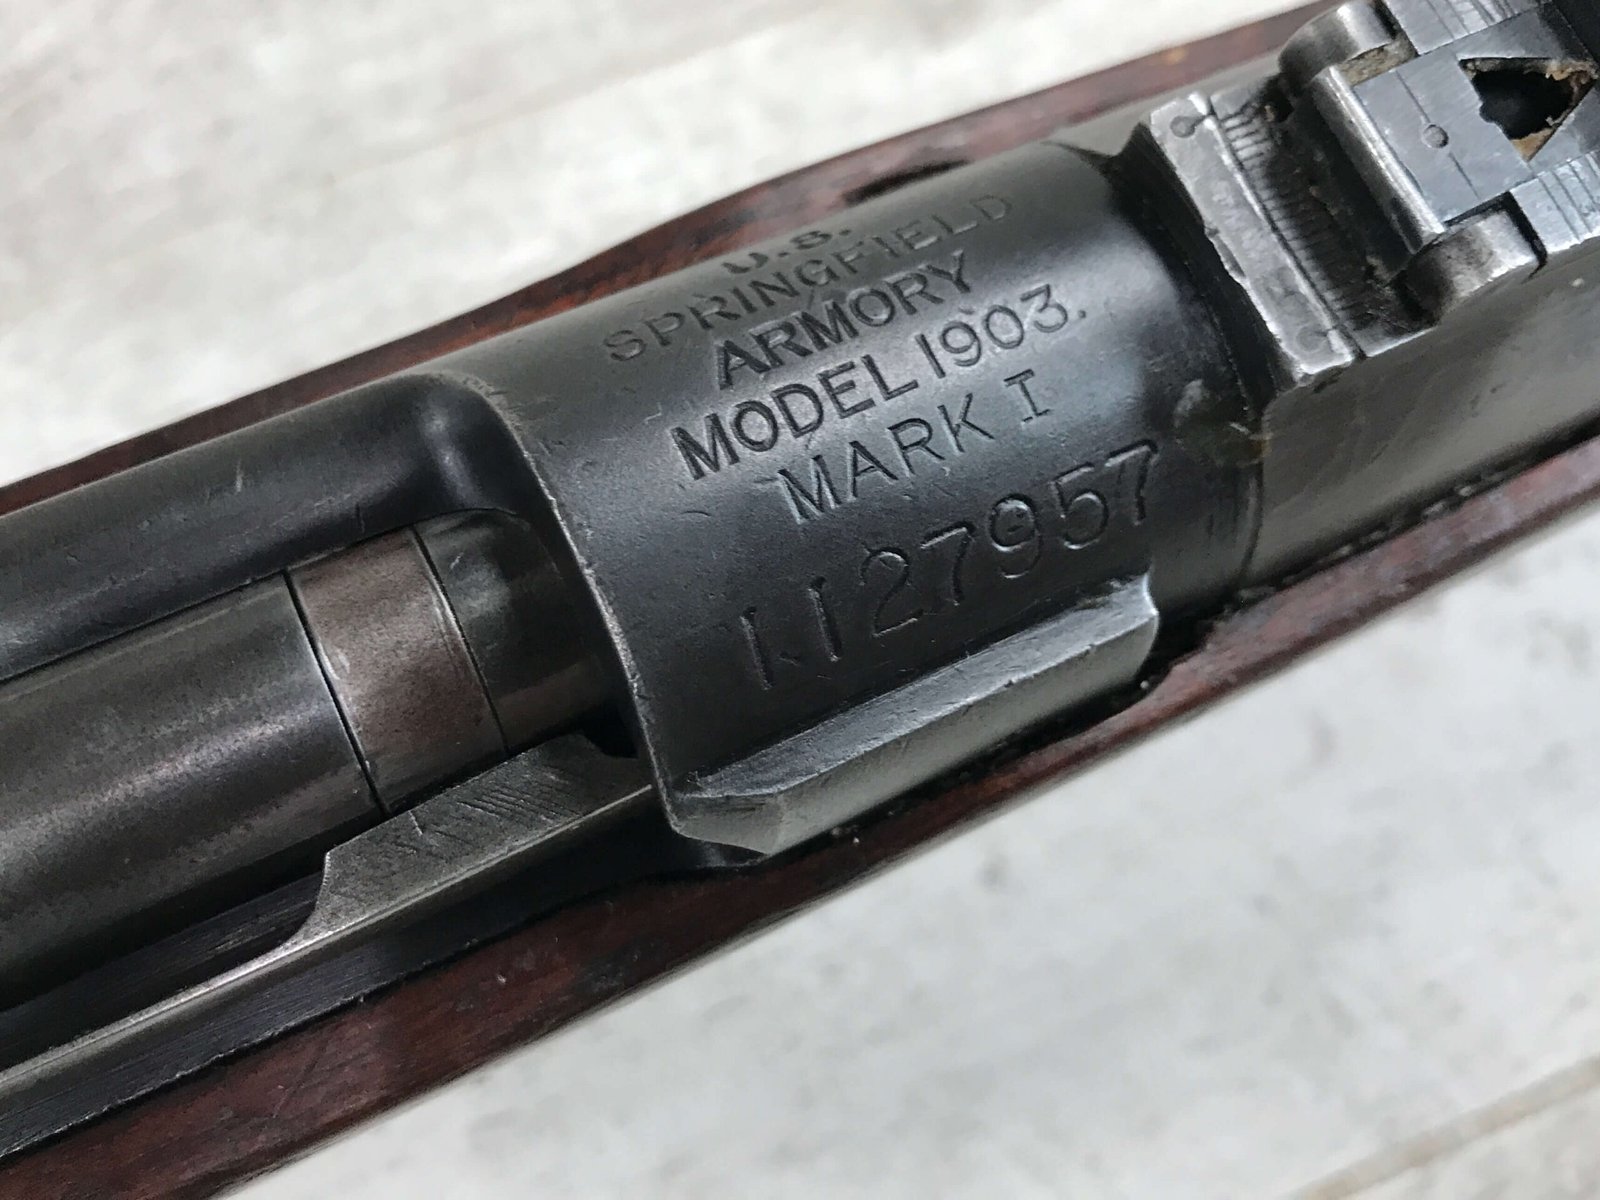 U.S.
SPRINGFIELD
ARMORY
MODEL 1903.
MARK I
1127957